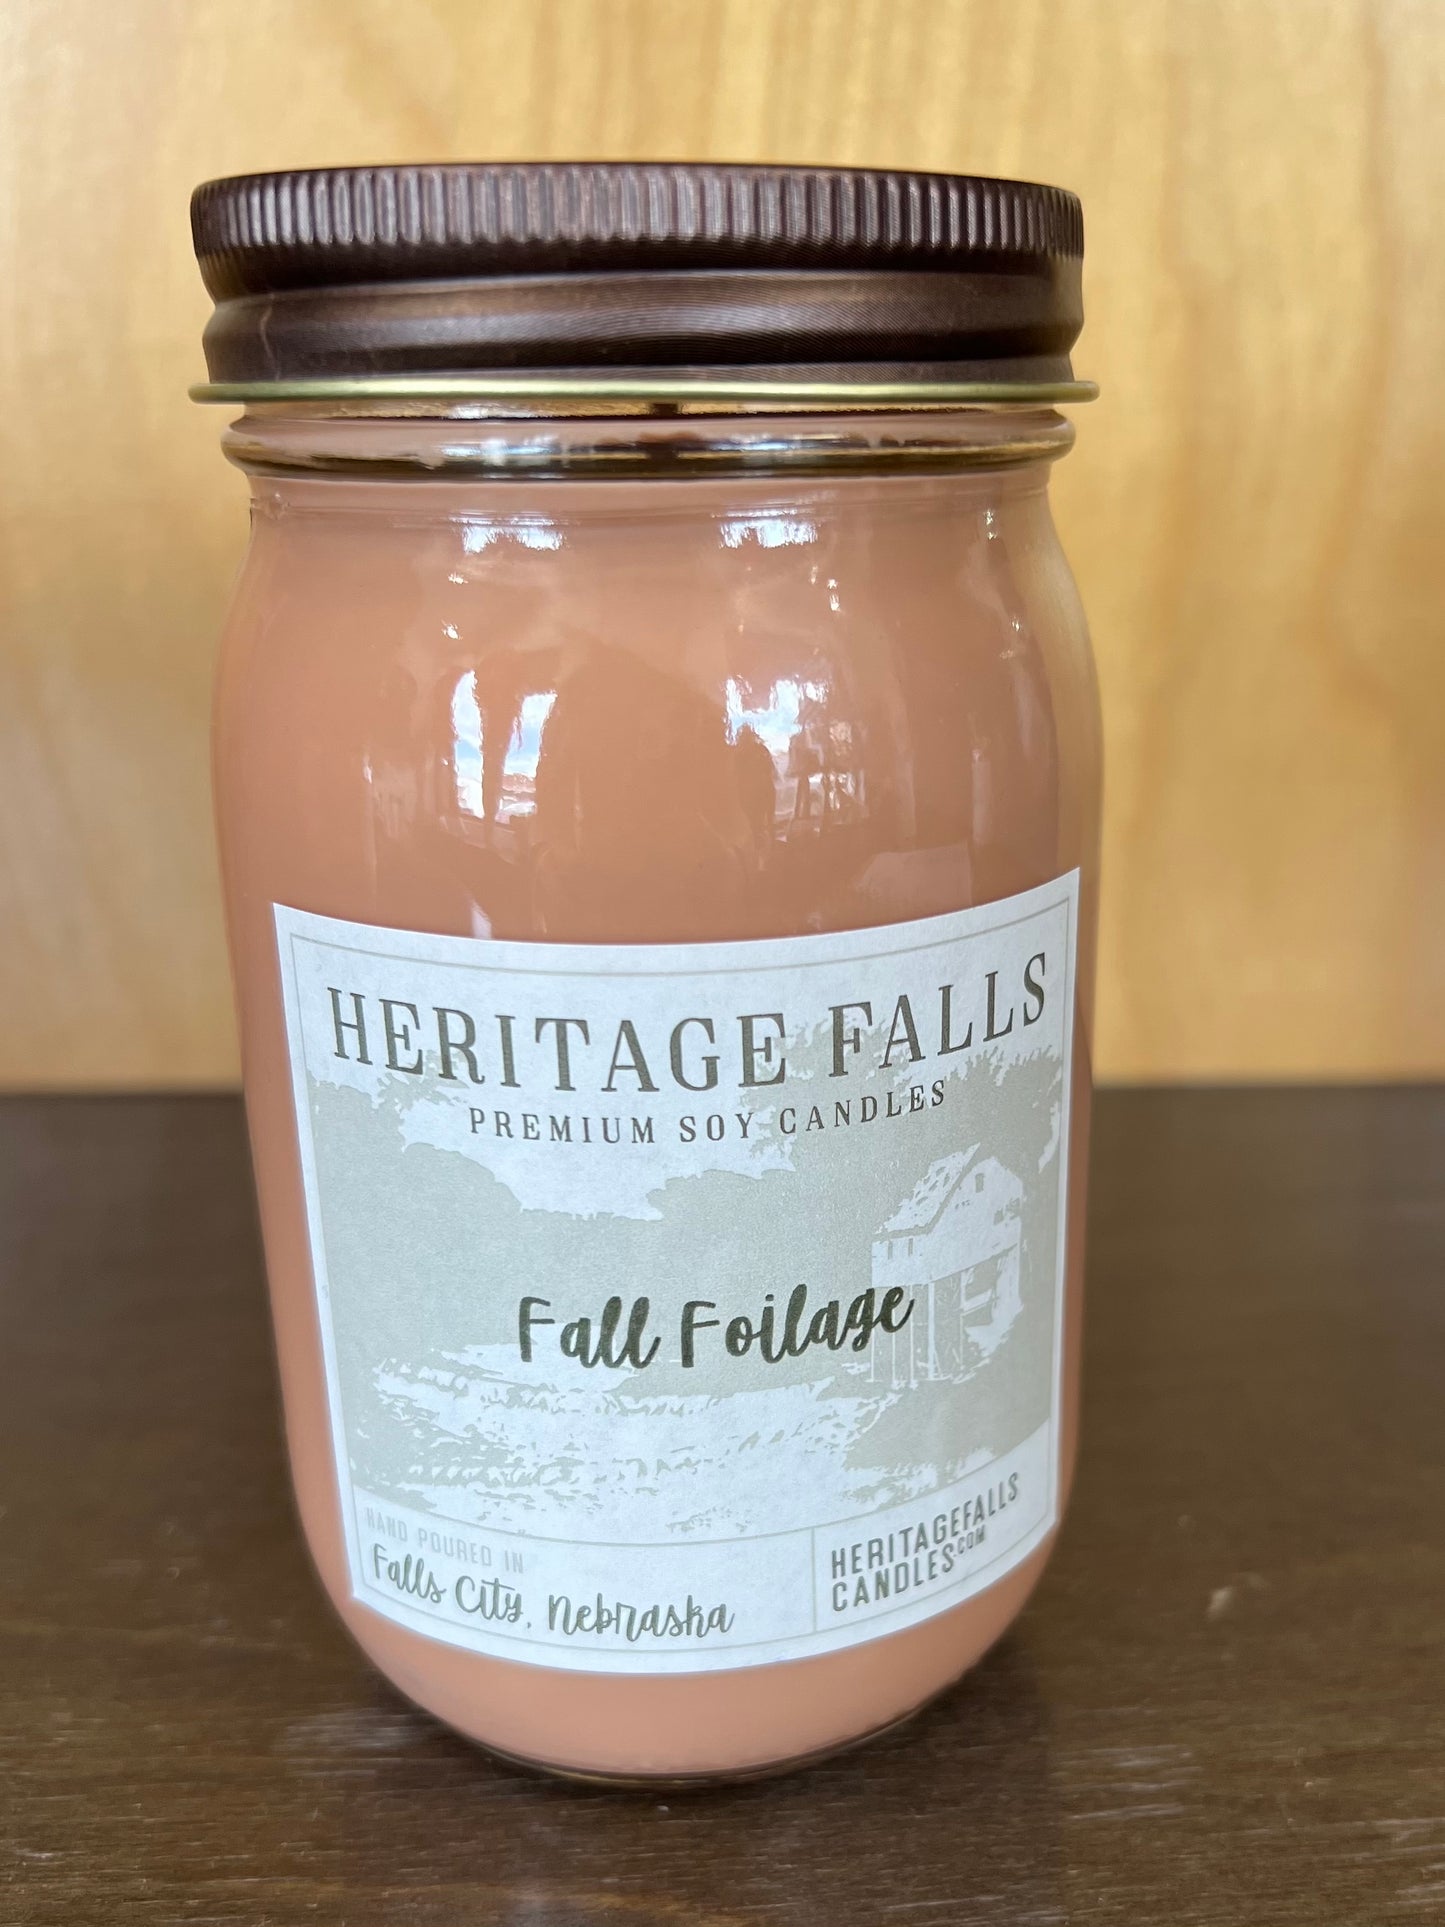 HERITAGE FALLS
PREMIUM SOY CANDLES
Fall Foilage
HAND POURED IN
Falls City, Nebraska
HERITAGEFALLS
CANDLES.COM